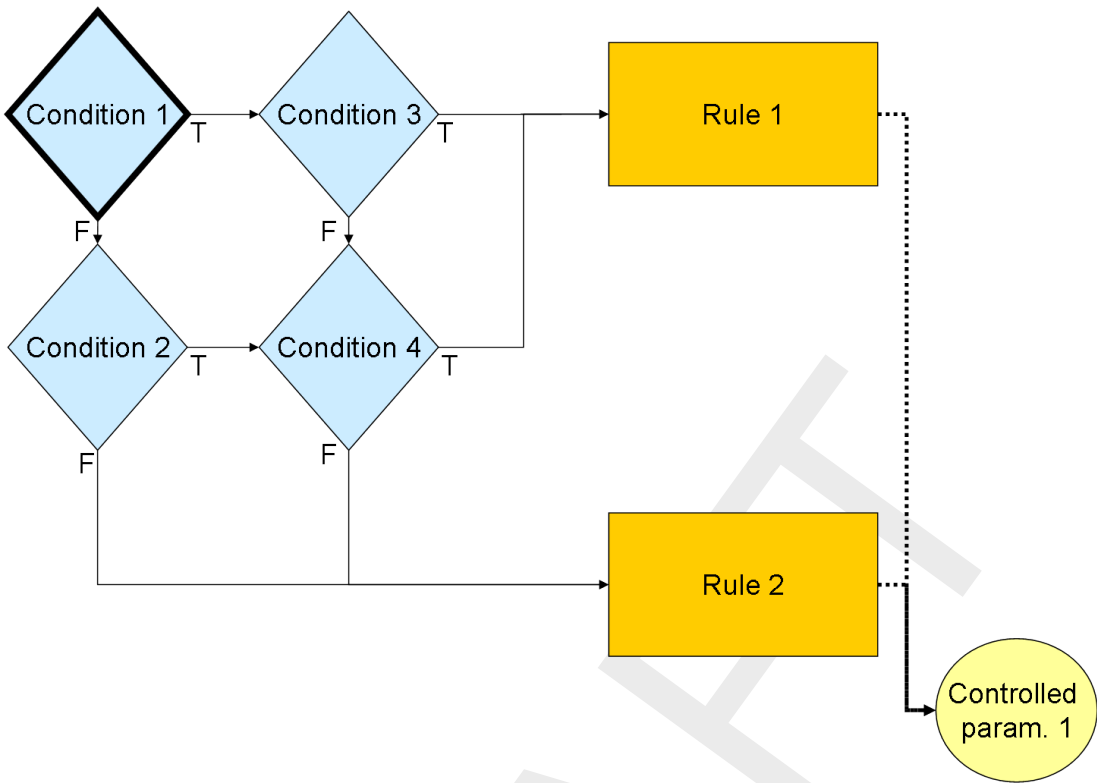 Condition 1
T
Condition 3
T
Rule 1
F
F
Condition 2
T
Condition 4
T
F
F
Rule 2
Controlled
param. 1